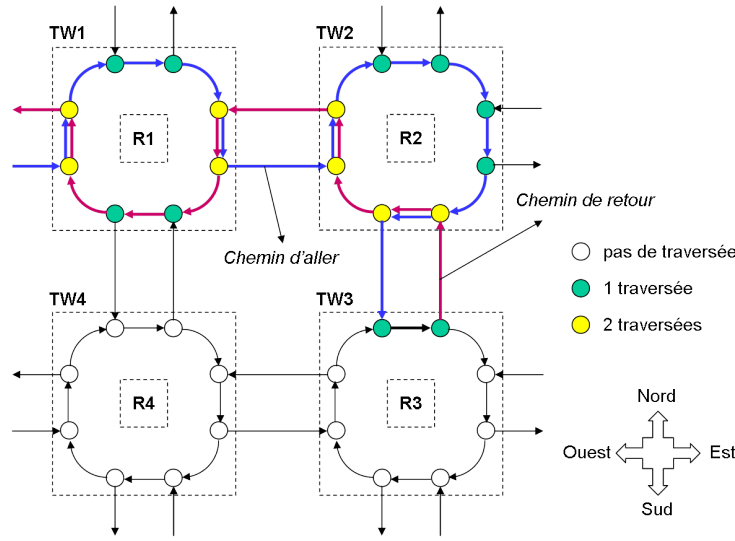 TW1
TW2
R1
R2
Chemin de retour
Chemin d'aller
pas de traversée
1 traversée
2 traversées
TW4
TW3
R4
R3
Nord
Ouest
Est
Sud